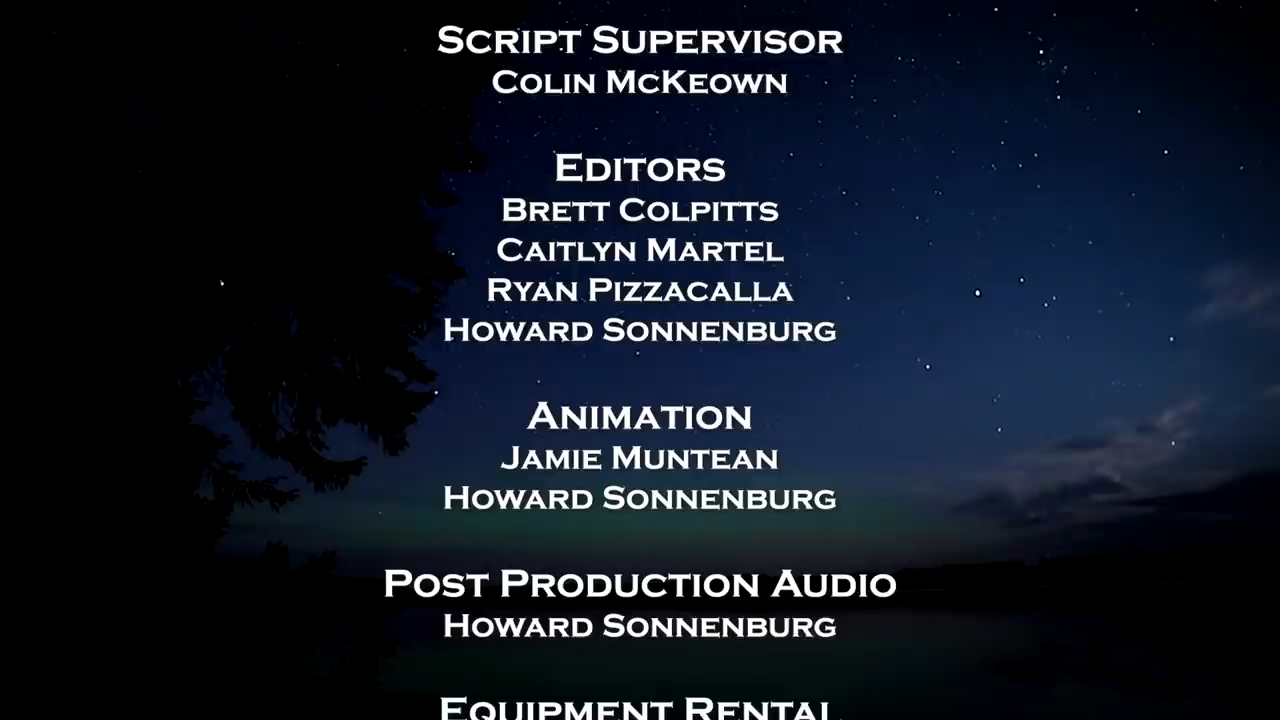 Script Supervisor
Colin McKeown
Editors
Brett Colpitts
Caitlyn Martel
Ryan Pizzacalla
Howard Sonnenburg
Animation
Jamie Muntean
Howard Sonnenburg
Post Production Audio
Howard Sonnenburg
Equipment Rental